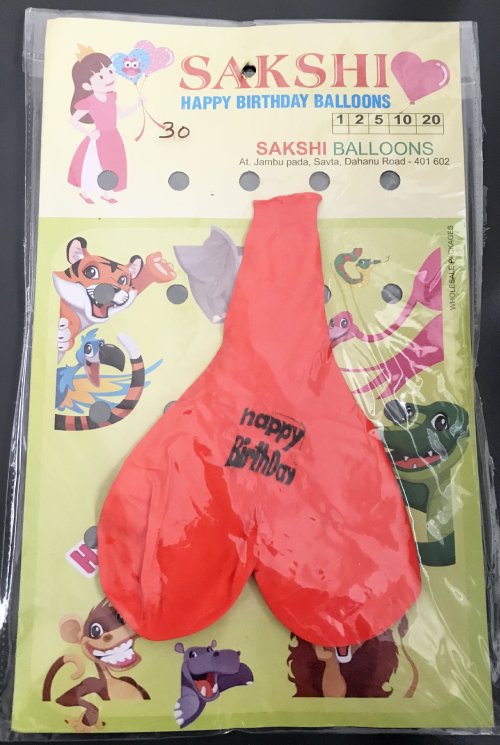 SAKSHI
HAPPY BIRTHDAY BALLOONS
1 2 5 10 20
30
SAKSHI BALLOONS
At. Jambu pada, Savta, Dahanu Road - 401 602
WHOLESALE PACKAGES
happy
BirthDay
H